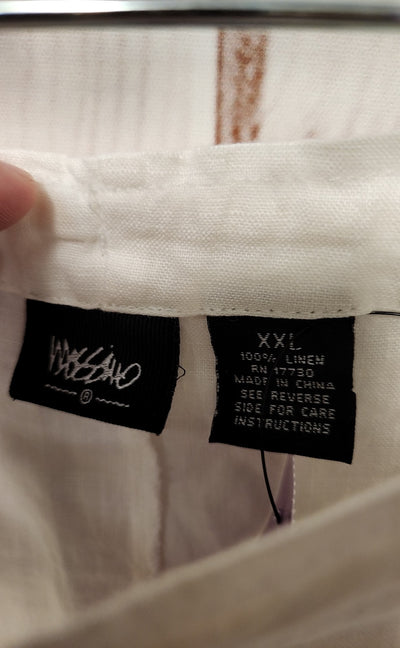 Mossimo
®
XXL
100% LINEN
RN 17730
MADE IN CHINA
SEE REVERSE
SIDE FOR CARE
INSTRUCTIONS